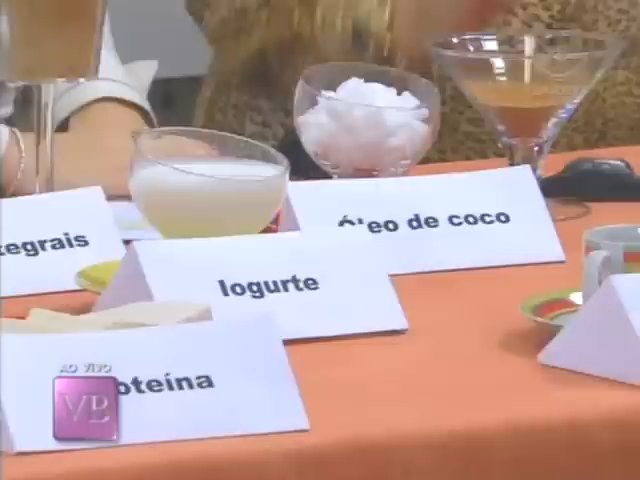 tegrais
óleo de coco
Iogurte
oteína
AO VIVO
VB